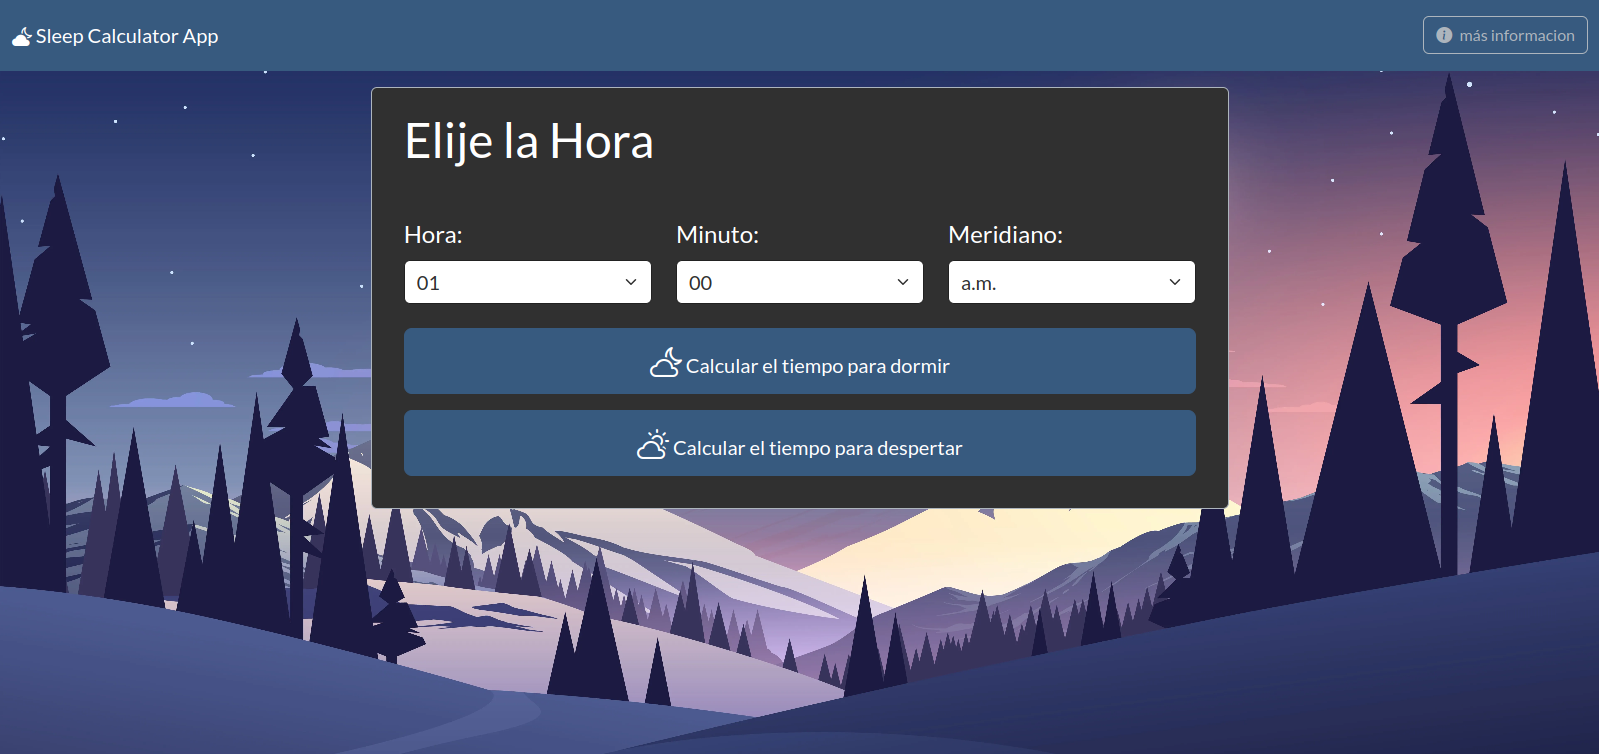 Sleep Calculator App
más informacion
Elije la Hora
Hora:
Minuto:
Meridiano:
01
00
a.m.
Calcular el tiempo para dormir
Calcular el tiempo para despertar